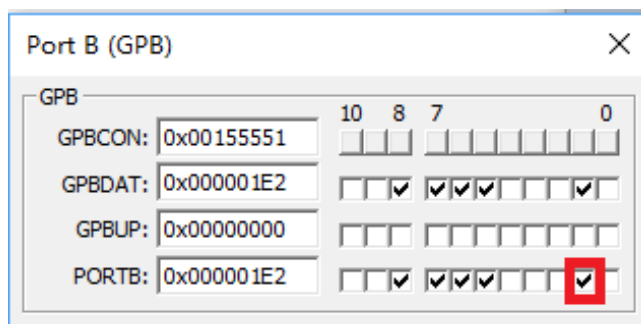 Port B (GPB)
GPB
10 8 7 0
GPBCON: 0x00155551
GPBDAT: 0x000001E2
GPBUP: 0x00000000
PORTB: 0x000001E2